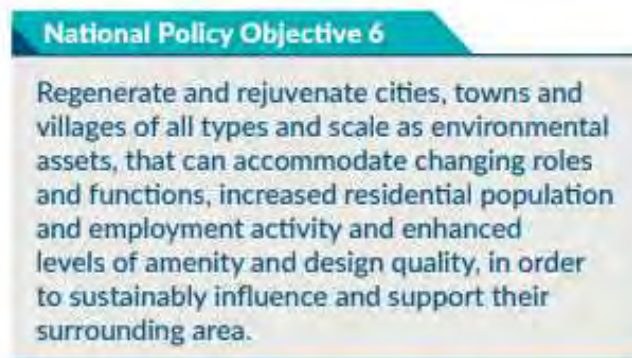 National Policy Objective 6
Regenerate and rejuvenate cities, towns and
villages of all types and scale as environmental
assets, that can accommodate changing roles
and functions, increased residential population
and employment activity and enhanced
levels of amenity and design quality, in order
to sustainably influence and support their
surrounding area.